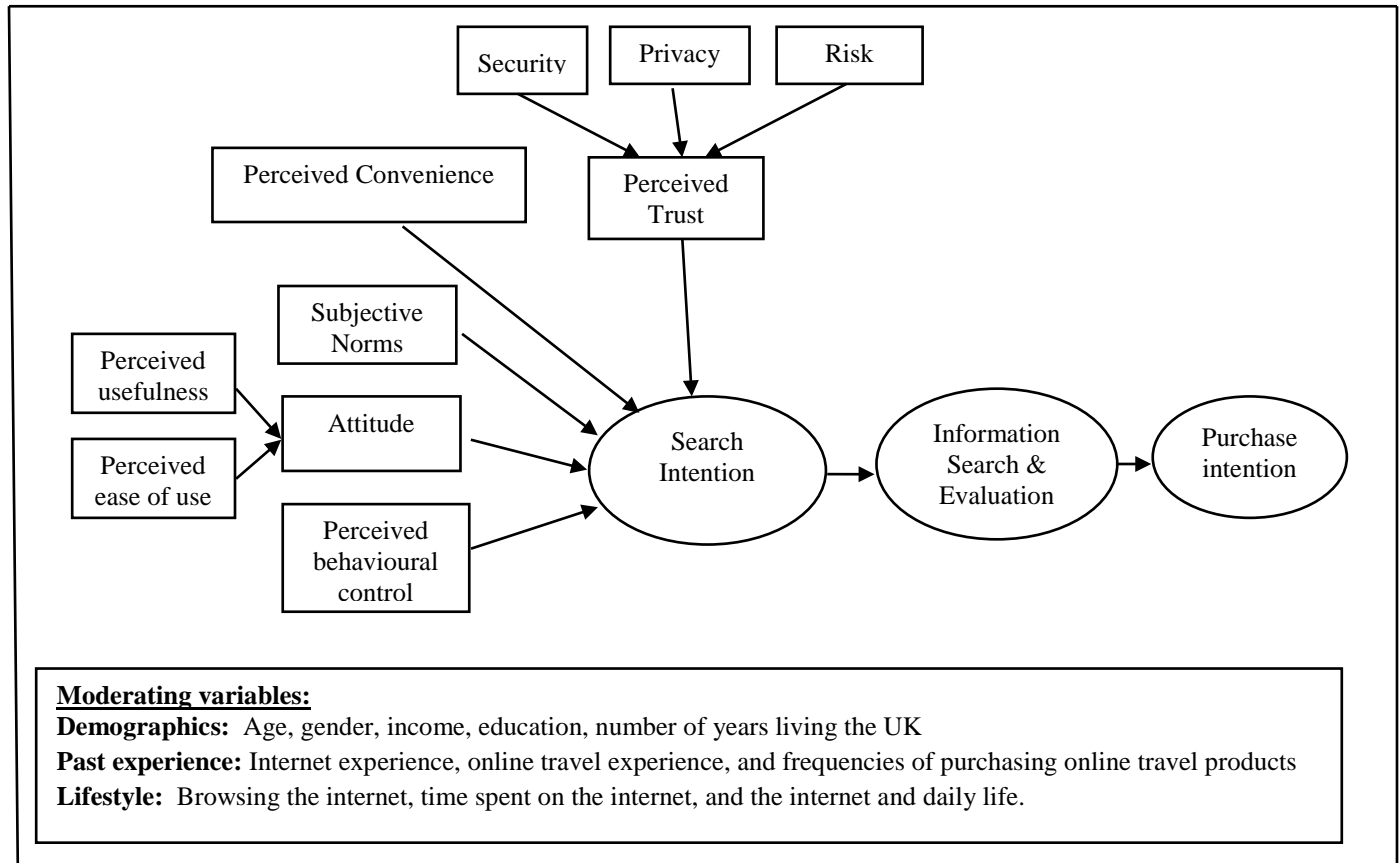 Security
Privacy
Risk
Perceived Convenience
Perceived
Trust
Subjective
Norms
Perceived
usefulness
Attitude
Perceived
ease of use
Perceived
behavioural
control
Search
Intention
Information
Search &
Evaluation
Purchase
intention
Moderating variables:
Demographics: Age, gender, income, education, number of years living the UK
Past experience: Internet experience, online travel experience, and frequencies of purchasing online travel products
Lifestyle: Browsing the internet, time spent on the internet, and the internet and daily life.